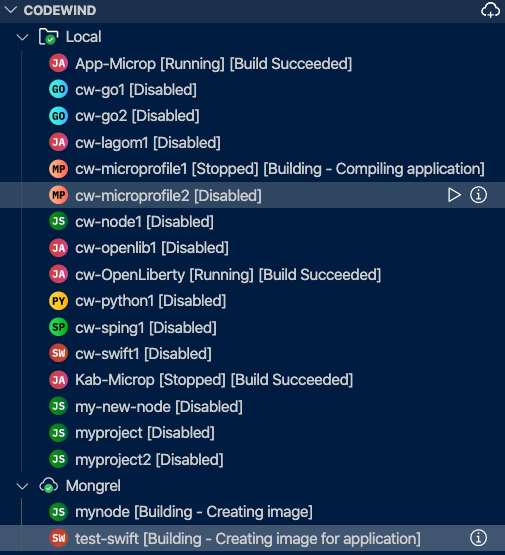 CODEWIND
Local
JA App-Microp [Running] [Build Succeeded]
GO cw-go1 [Disabled]
GO cw-go2 [Disabled]
JA cw-lagom1 [Disabled]
MP cw-microprofile1 [Stopped] [Building - Compiling application]
MP cw-microprofile2 [Disabled]
JS cw-node1 [Disabled]
JA cw-openlib1 [Disabled]
JA cw-OpenLiberty [Running] [Build Succeeded]
PY cw-python1 [Disabled]
SP cw-sping1 [Disabled]
SW cw-swift1 [Disabled]
JA Kab-Microp [Stopped] [Build Succeeded]
JS my-new-node [Disabled]
JS myproject [Disabled]
JS myproject2 [Disabled]
Mongrel
JS mynode [Building - Creating image]
SW test-swift [Building - Creating image for application]